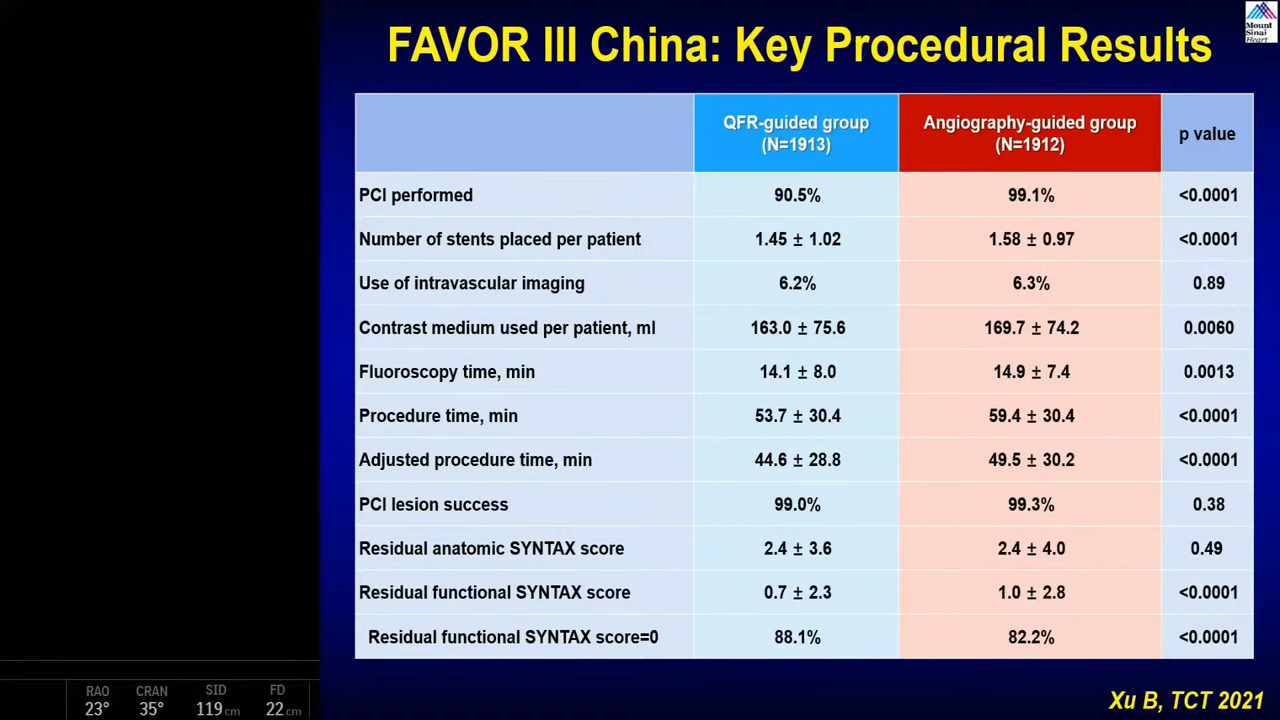 FAVOR III China: Key Procedural Results
Mount
Sinai
Heart
QFR-guided group Angiography-guided group p value
(N=1913) (N=1912)
PCI performed 90.5% 99.1% <0.0001
Number of stents placed per patient 1.45 ± 1.02 1.58 ± 0.97 <0.0001
Use of intravascular imaging 6.2% 6.3% 0.89
Contrast medium used per patient, ml 163.0 ± 75.6 169.7 ± 74.2 0.0060
Fluoroscopy time, min 14.1 ± 8.0 14.9 ± 7.4 0.0013
Procedure time, min 53.7 ± 30.4 59.4 ± 30.4 <0.0001
Adjusted procedure time, min 44.6 ± 28.8 49.5 ± 30.2 <0.0001
PCI lesion success 99.0% 99.3% 0.38
Residual anatomic SYNTAX score 2.4 ± 3.6 2.4 ± 4.0 0.49
Residual functional SYNTAX score 0.7 ± 2.3 1.0 ± 2.8 <0.0001
Residual functional SYNTAX score=0 88.1% 82.2% <0.0001
RAO CRAN SID FD
23° 35° 119 cm 22 cm
Xu B, TCT 2021